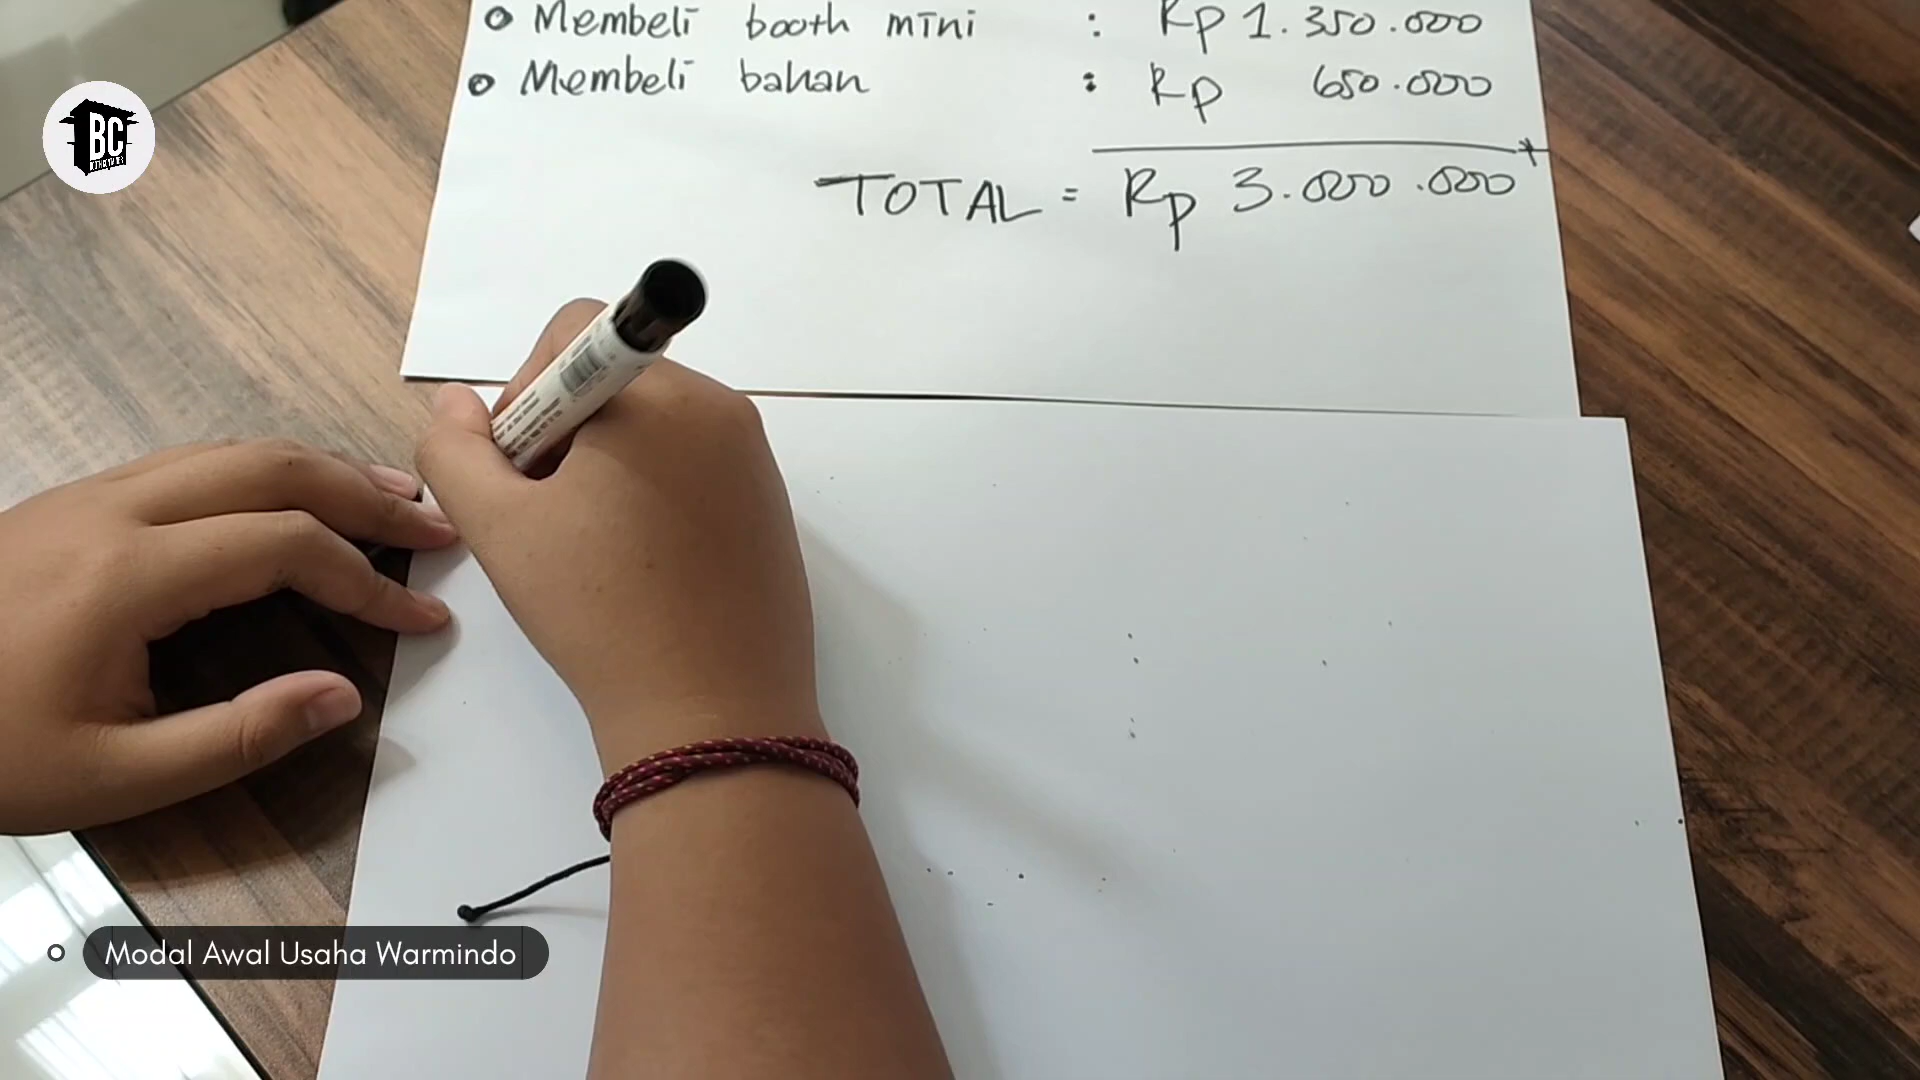 Membeli booth mini : Rp 1.350.000
Membeli bahan : Rp 650.000
TOTAL = Rp 3.000.000
BC
Modal Awal Usaha Warmindo